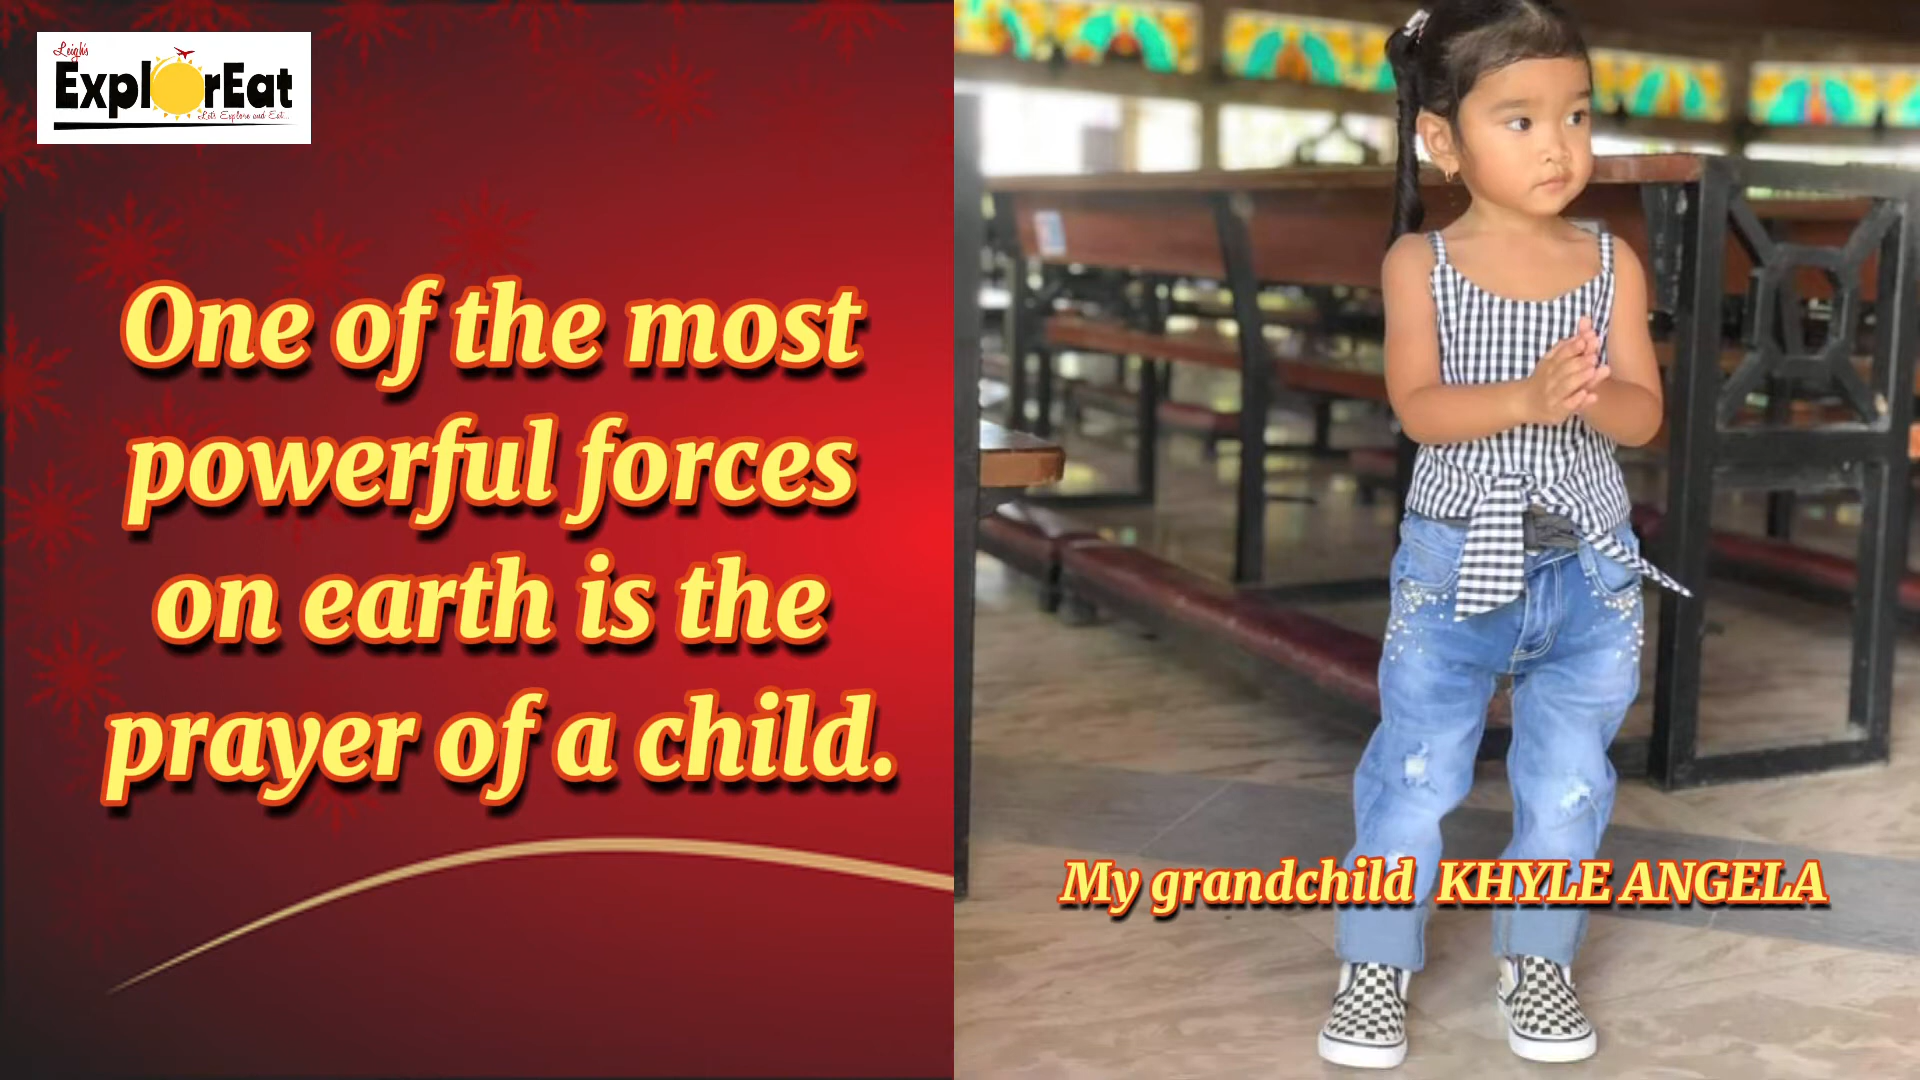 Leigh's
ExplorEat
Let's Explore and Eat...
One of the most
powerful forces
on earth is the
prayer of a child.
My grandchild KHYLE ANGELA